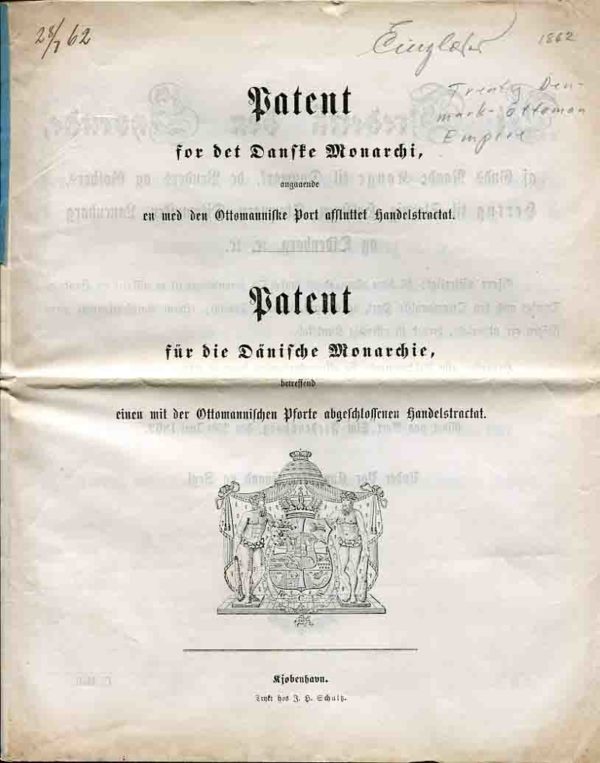 28/7 62
1862
Treaty Den-
mark-Ottoman
Empire
Patent
for det Danske Monarchi,
angaaende
en med den Ottomanniske Port afsluttet Handelstractat.
Patent
für die Dänische Monarchie,
betreffend
einen mit der Ottomannischen Pforte abgeschlossenen Handelstractat.
Kjøbenhavn.
Trykt hos J. H. Schultz.